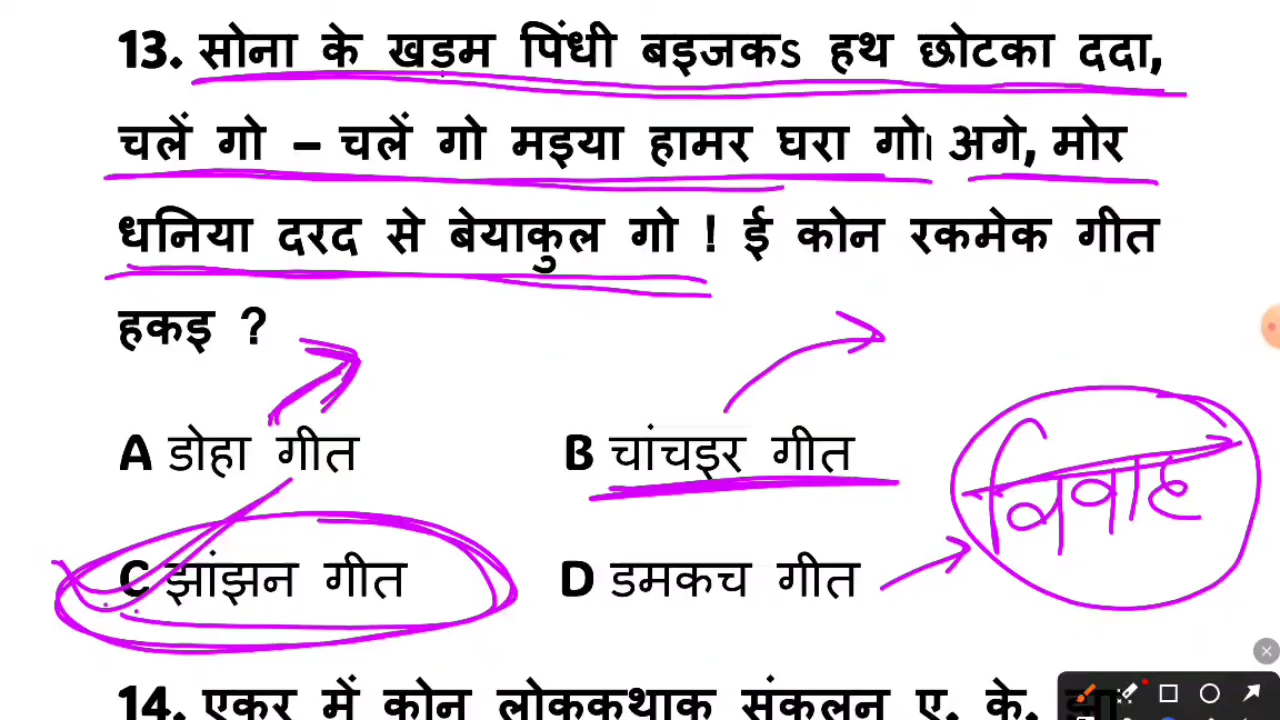 13. सोना के खड़म पिंधी बइजकऽ हथ छोटका ददा,
चलें गो – चलें गो मइया हामर घरा गो। अगे, मोर
धनिया दरद से बेयाकुल गो ! ई कोन रकमेक गीत
हकइ ?
A डोहा गीत B चांचइर गीत
विवाह
C झांझन गीत D डमकच गीत
14. एकर में कोन लोककथाक संकलन ए. के. झा